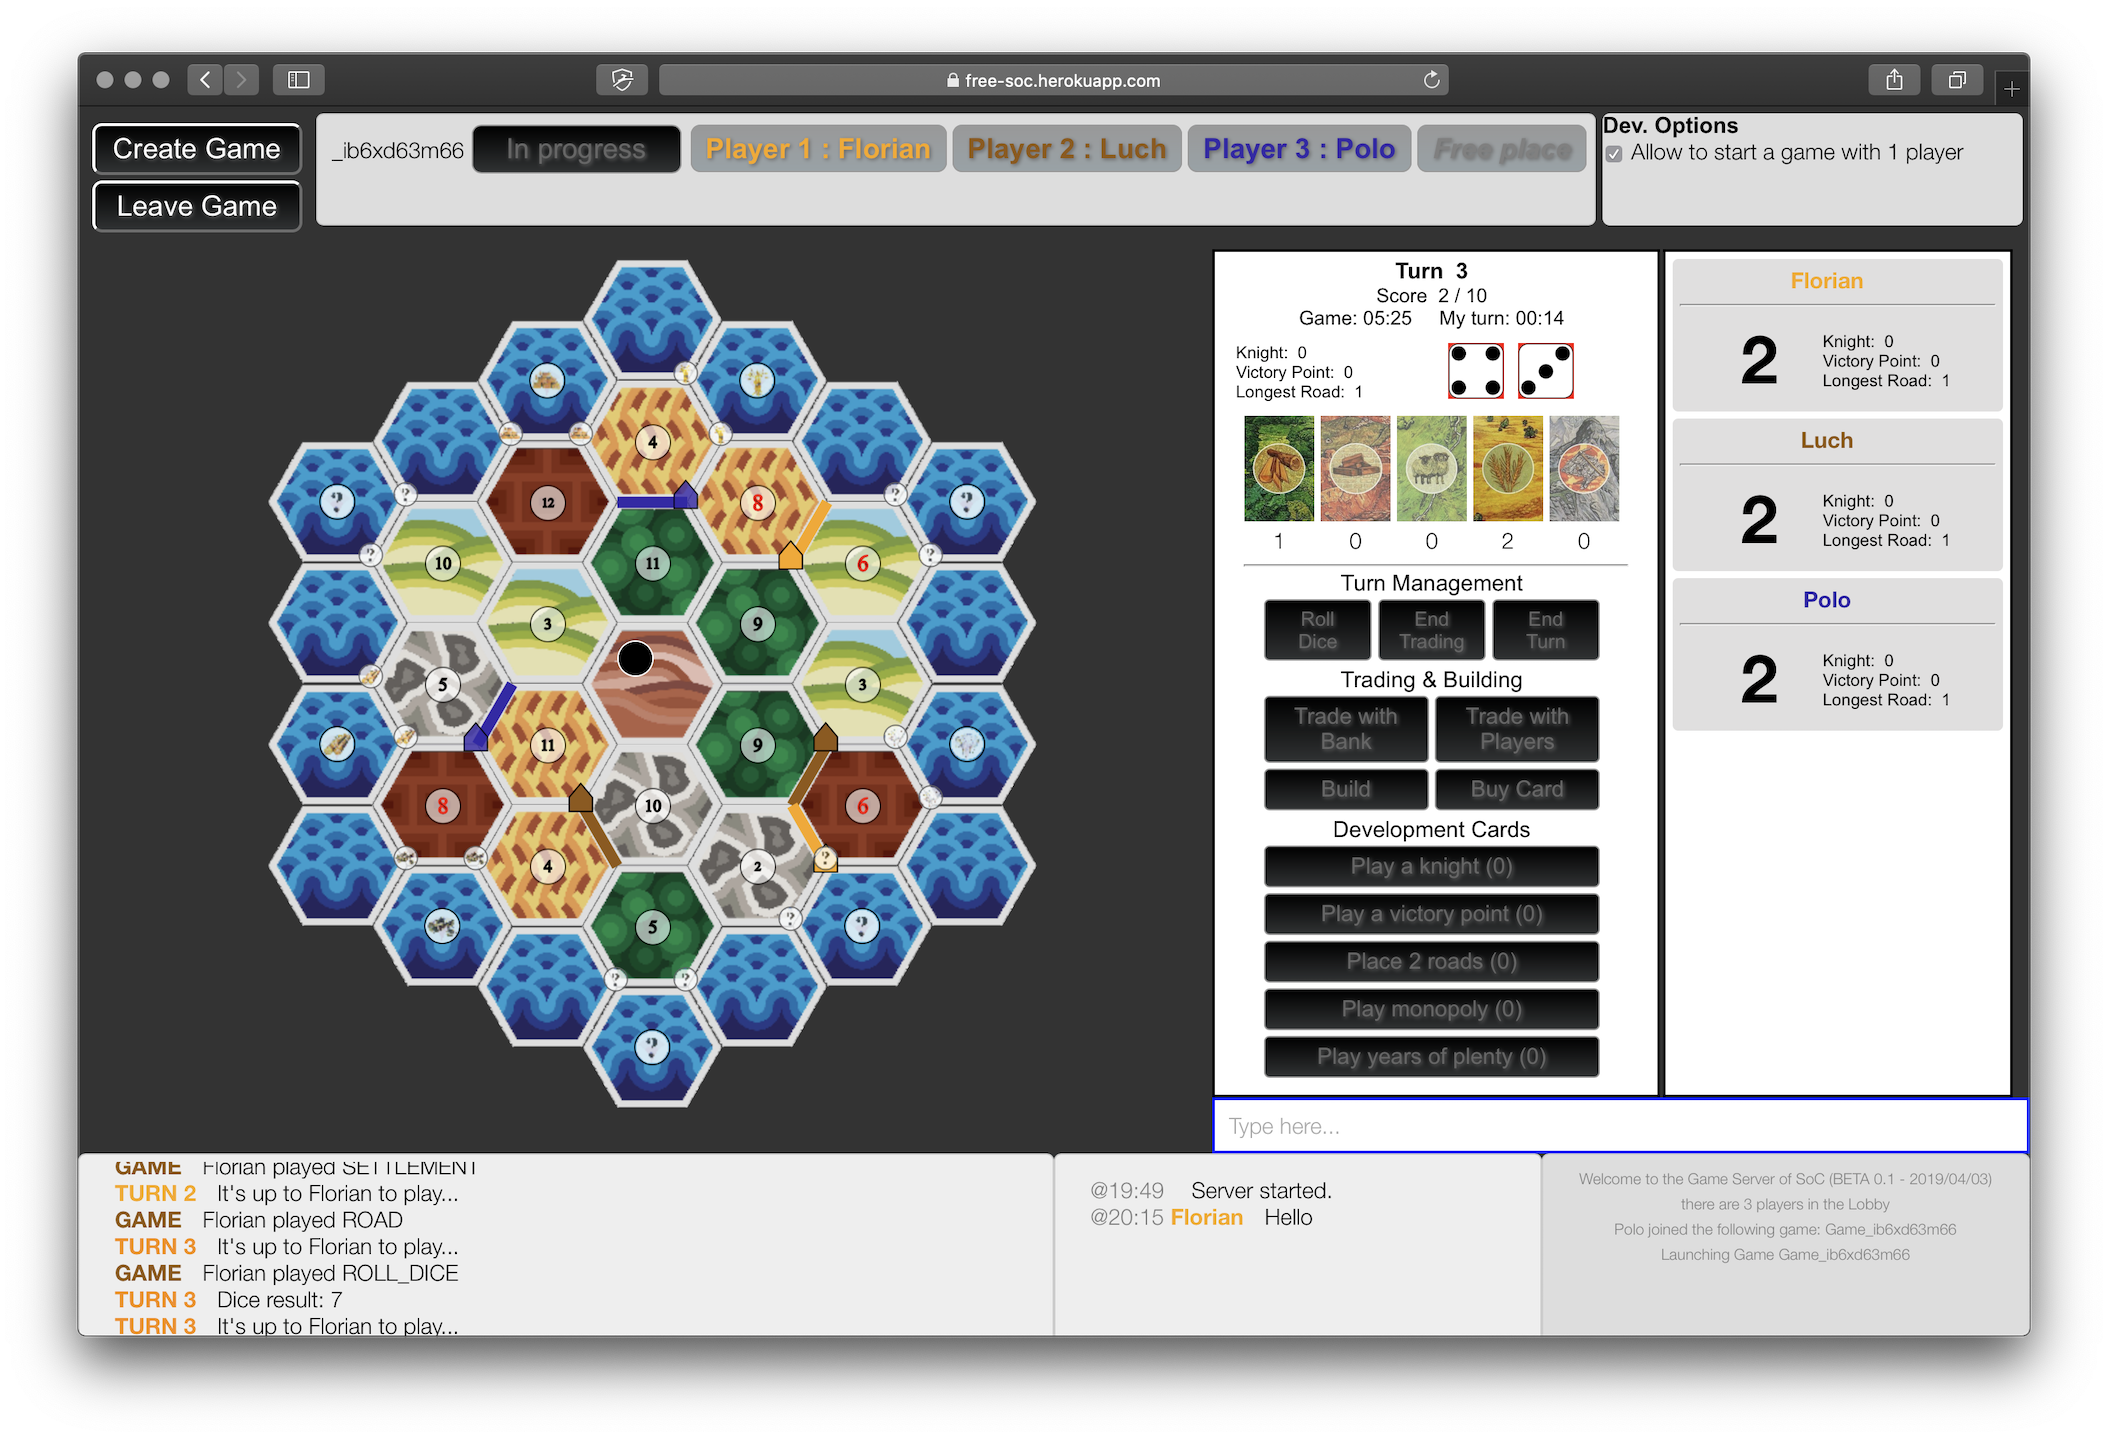 free-soc.herokuapp.com
Create Game
Leave Game
_ib6xd63m66
In progress
Player 1 : Florian
Player 2 : Luch
Player 3 : Polo
Free place
Dev. Options
Allow to start a game with 1 player
4
?
12
8
?
?
?
10
11
6
?
3
9
5
3
11
9
8
10
6
4
2
?
?
5
?
?
?
?
Turn 3
Score 2 / 10
Game: 05:25 My turn: 00:14
Knight: 0
Victory Point: 0
Longest Road: 1
1 0 0 2 0
Turn Management
Roll Dice
End Trading
End Turn
Trading & Building
Trade with Bank
Trade with Players
Build
Buy Card
Development Cards
Play a knight (0)
Play a victory point (0)
Place 2 roads (0)
Play monopoly (0)
Play years of plenty (0)
Florian
2
Knight: 0
Victory Point: 0
Longest Road: 1
Luch
2
Knight: 0
Victory Point: 0
Longest Road: 1
Polo
2
Knight: 0
Victory Point: 0
Longest Road: 1
Type here...
GAME Florian played SETTLEMENT
TURN 2 It's up to Florian to play...
GAME Florian played ROAD
TURN 3 It's up to Florian to play...
GAME Florian played ROLL_DICE
TURN 3 Dice result: 7
TURN 3 It's up to Florian to play...
@19:49 Server started.
@20:15 Florian Hello
Welcome to the Game Server of SoC (BETA 0.1 - 2019/04/03)
there are 3 players in the Lobby
Polo joined the following game: Game_ib6xd63m66
Launching Game Game_ib6xd63m66